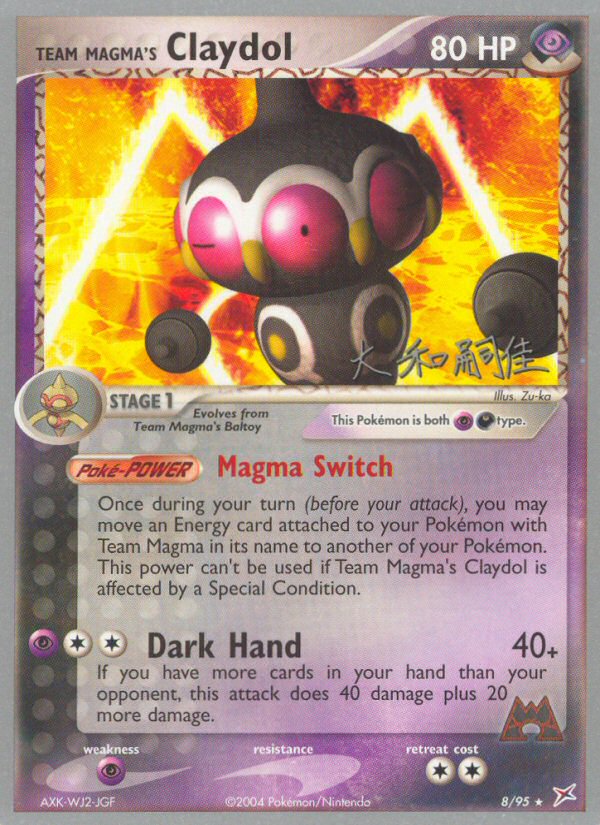 TEAM MAGMA'S Claydol 80 HP
大和嗣佳
Illus. Zu-ka
STAGE 1
Evolves from
Team Magma's Baltoy
This Pokémon is both type.
Poké-POWER Magma Switch
Once during your turn (before your attack), you may
move an Energy card attached to your Pokémon with
Team Magma in its name to another of your Pokémon.
This power can't be used if Team Magma's Claydol is
affected by a Special Condition.
Dark Hand 40+
If you have more cards in your hand than your
opponent, this attack does 40 damage plus 20
more damage.
weakness resistance retreat cost
AXK-WJ2-JGF ©2004 Pokémon/Nintendo 8/95 ★